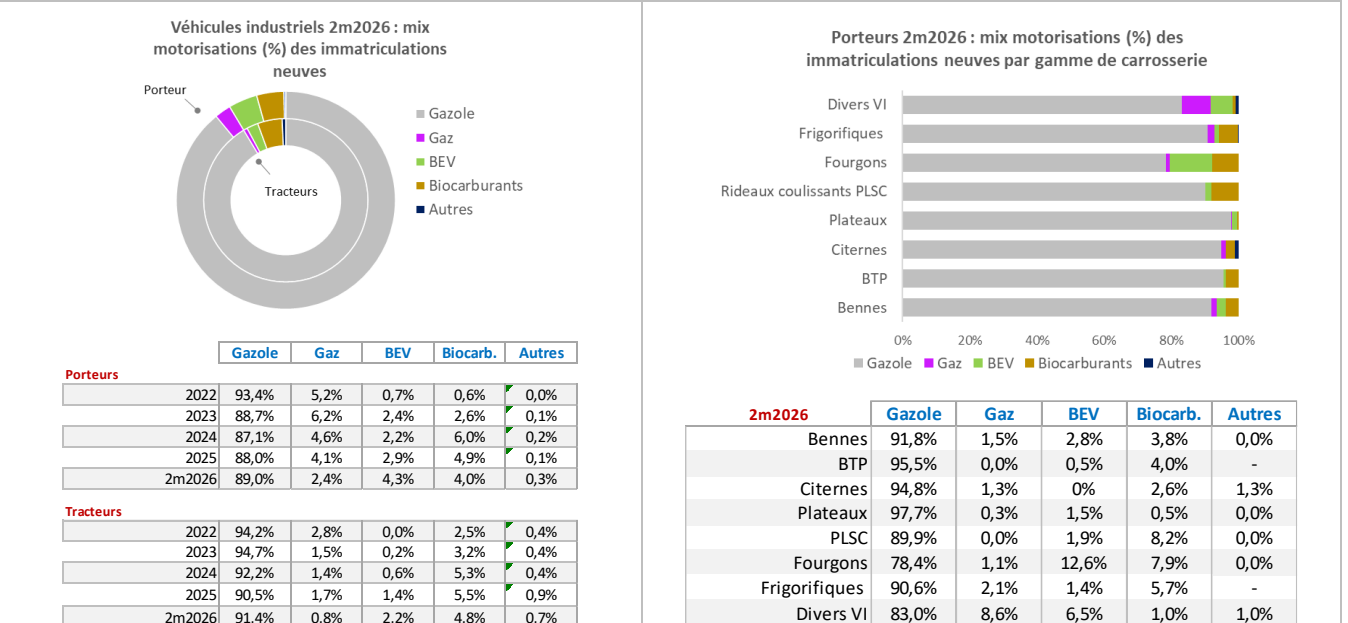 Véhicules industriels 2m2026 : mix
motorisations (%) des immatriculations
neuves
Porteur
Tracteurs
Gazole
Gaz
BEV
Biocarburants
Autres
Gazole Gaz BEV Biocarb. Autres
Porteurs
2022 93,4% 5,2% 0,7% 0,6% 0,0%
2023 88,7% 6,2% 2,4% 2,6% 0,1%
2024 87,1% 4,6% 2,2% 6,0% 0,2%
2025 88,0% 4,1% 2,9% 4,9% 0,1%
2m2026 89,0% 2,4% 4,3% 4,0% 0,3%
Tracteurs
2022 94,2% 2,8% 0,0% 2,5% 0,4%
2023 94,7% 1,5% 0,2% 3,2% 0,4%
2024 92,2% 1,4% 0,6% 5,3% 0,4%
2025 90,5% 1,7% 1,4% 5,5% 0,9%
2m2026 91,4% 0,8% 2,2% 4,8% 0,7%
Porteurs 2m2026 : mix motorisations (%) des
immatriculations neuves par gamme de carrosserie
Divers VI
Frigorifiques
Fourgons
Rideaux coulissants PLSC
Plateaux
Citernes
BTP
Bennes
0% 20% 40% 60% 80% 100%
Gazole Gaz BEV Biocarburants Autres
2m2026 Gazole Gaz BEV Biocarb. Autres
Bennes 91,8% 1,5% 2,8% 3,8% 0,0%
BTP 95,5% 0,0% 0,5% 4,0% -
Citernes 94,8% 1,3% 0% 2,6% 1,3%
Plateaux 97,7% 0,3% 1,5% 0,5% 0,0%
PLSC 89,9% 0,0% 1,9% 8,2% 0,0%
Fourgons 78,4% 1,1% 12,6% 7,9% 0,0%
Frigorifiques 90,6% 2,1% 1,4% 5,7% -
Divers VI 83,0% 8,6% 6,5% 1,0% 1,0%